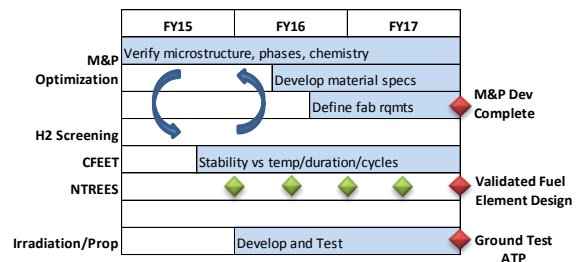 FY15 FY16 FY17
M&P
Optimization
Verify microstructure, phases, chemistry
Develop material specs
Define fab rqmts
M&P Dev
Complete
H2 Screening
CFEET
Stability vs temp/duration/cycles
NTREES
Validated Fuel
Element Design
Irradiation/Prop
Develop and Test
Ground Test
ATP